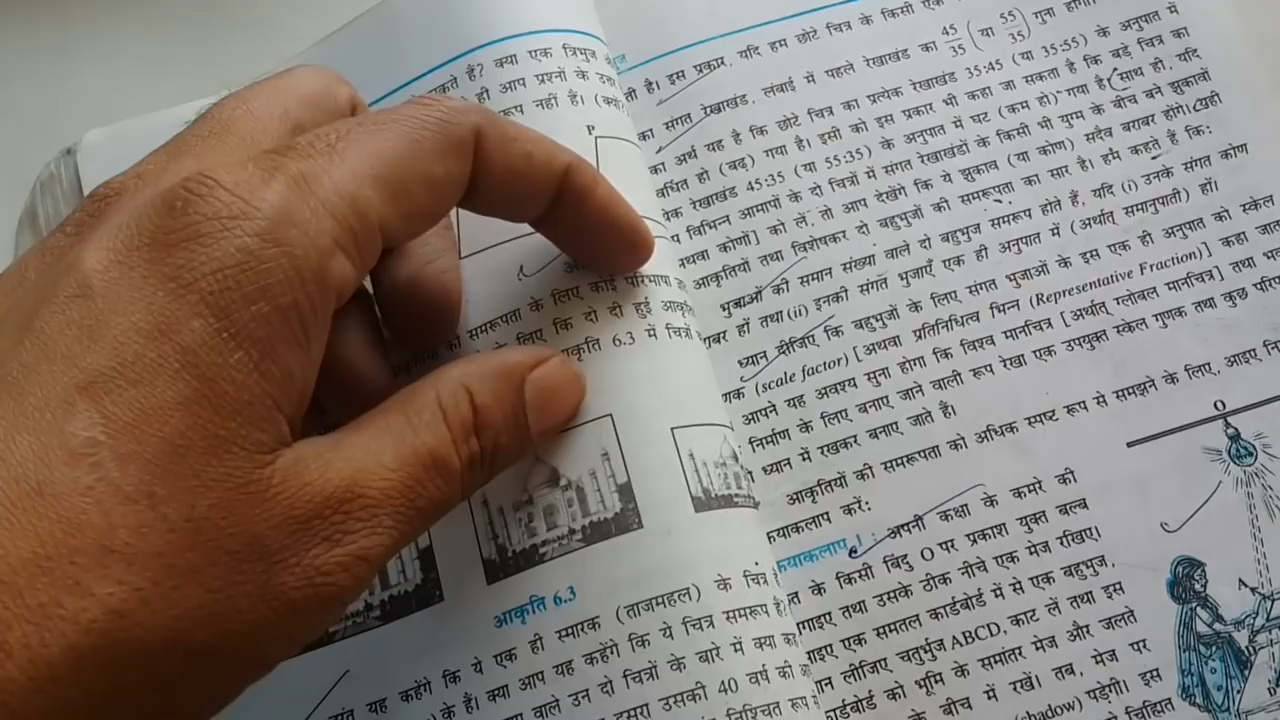 कते हैं? क्या एक त्रिभुज
ही आप प्रश्नों के
रूप नहीं है। (क्यों
P
की समरूपता के लिए कोई परिभाषा
लिए कि दो दी हुई
आकृति 6.3 में चित्रों
आकृति 6.3
(ताजमहल) के चित्र
यह कहेंगे कि ये एक ही स्मारक
के हैं। क्या आप यह कहेंगे कि ये चित्र समरूप हैं
वाले उन दो चित्रों के बारे में क्या
उसकी 40 वर्ष की
निश्चित रूप
ती है। इस प्रकार, यदि हम छोटे चित्र के किसी एक
का संगत रेखाखंड, लंबाई में पहले रेखाखंड का 45/35 (या 55/35) गुना होगा।
का अर्थ यह है कि छोटे चित्र का प्रत्येक रेखाखंड 35:45 (या 35:55) के अनुपात में
वर्धित हो (बढ़) गया है। इसी को इस प्रकार भी कहा जा सकता है कि बड़े चित्र का
रेखाखंड 45:35 (या 55:35) के अनुपात में घट (कम हो) गया है। साथ ही, यदि
विभिन्न आमापों के दो चित्रों में संगत रेखाखंडों के किसी भी युग्म के बीच बने झुकावों
अथवा कोणों] को लें, तो आप देखेंगे कि ये झुकाव (या कोण) सदैव बराबर होंगे। यही
आकृतियों तथा विशेषकर दो बहुभुजों की समरूपता का सार है। हम कहते हैं कि:
भुजाओं की समान संख्या वाले दो बहुभुज समरूप होते हैं, यदि (i) उनके संगत कोण
बराबर हों तथा (ii) इनकी संगत भुजाएँ एक ही अनुपात में (अर्थात् समानुपाती) हों।
ध्यान दीजिए कि बहुभुजों के लिए संगत भुजाओं के इस एक ही अनुपात को स्केल
गुणक (scale factor) [अथवा प्रतिनिधित्व भिन्न (Representative Fraction)] कहा जाता
आपने यह अवश्य सुना होगा कि विश्व मानचित्र [अर्थात् ग्लोबल मानचित्र] तथा
निर्माण के लिए बनाए जाने वाली रूप रेखा एक उपयुक्त स्केल गुणक तथा कुछ
ध्यान में रखकर बनाए जाते हैं।
आकृतियों की समरूपता को अधिक स्पष्ट रूप से समझने के लिए, आइए
क्रियाकलाप करें:
क्रियाकलाप 1 : अपनी कक्षा के कमरे की
के किसी बिंदु O पर प्रकाश युक्त बल्ब
लगाइए तथा उसके ठीक नीचे एक मेज रखिए।
एक समतल कार्डबोर्ड में से एक बहुभुज,
मान लीजिए चतुर्भुज ABCD, काट लें तथा इस
कार्डबोर्ड को भूमि के समांतर मेज और जलते
के बीच में रखें। तब, मेज पर
(shadow) पड़ेगी। इस
चिह्नित
O